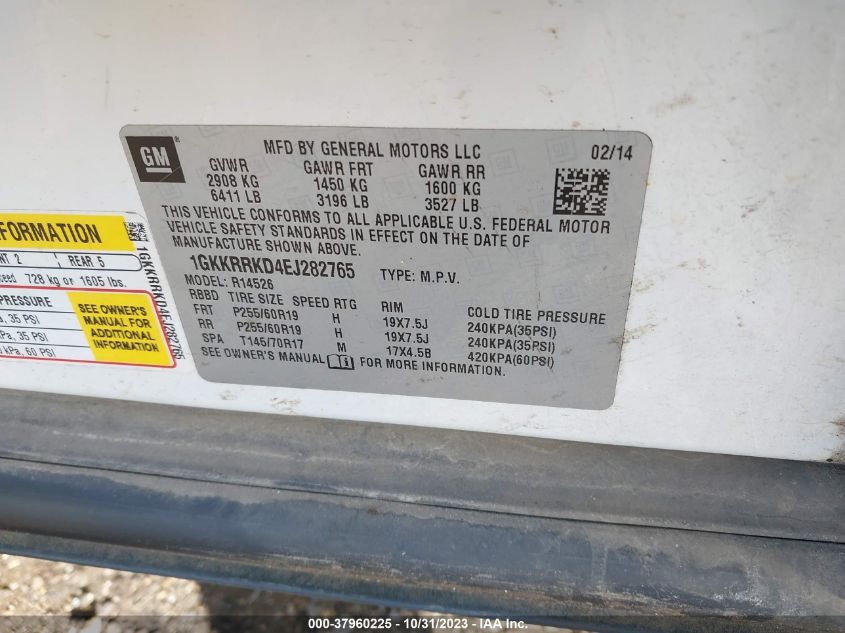 GM
MFD BY GENERAL MOTORS LLC 02/14
GVWR GAWR FRT GAWR RR
2908 KG 1450 KG 1600 KG
6411 LB 3196 LB 3527 LB
THIS VEHICLE CONFORMS TO ALL APPLICABLE U.S. FEDERAL MOTOR
VEHICLE SAFETY STANDARDS IN EFFECT ON THE DATE OF
MANUFACTURE SHOWN ABOVE.
1GKKRRKD4EJ282765 TYPE: M.P.V.
MODEL: R14526
RBBD TIRE SIZE SPEED RTG RIM COLD TIRE PRESSURE
FRT P255/60R19 H 19X7.5J 240KPA(35PSI)
RR P255/60R19 H 19X7.5J 240KPA(35PSI)
SPA T145/70R17 M 17X4.5B 420KPA(60PSI)
SEE OWNER'S MANUAL FOR MORE INFORMATION.
FORMATION
NT 2 REAR 5
ceed 728 kg or 1605 lbs.
PRESSURE
, 35 PSI
Pa, 35 PSI
kPa, 60 PSI
SEE OWNER'S
MANUAL FOR
ADDITIONAL
INFORMATION
1GKKRRKD4EJ282765
000-37960225 - 10/31/2023 - IAA Inc.